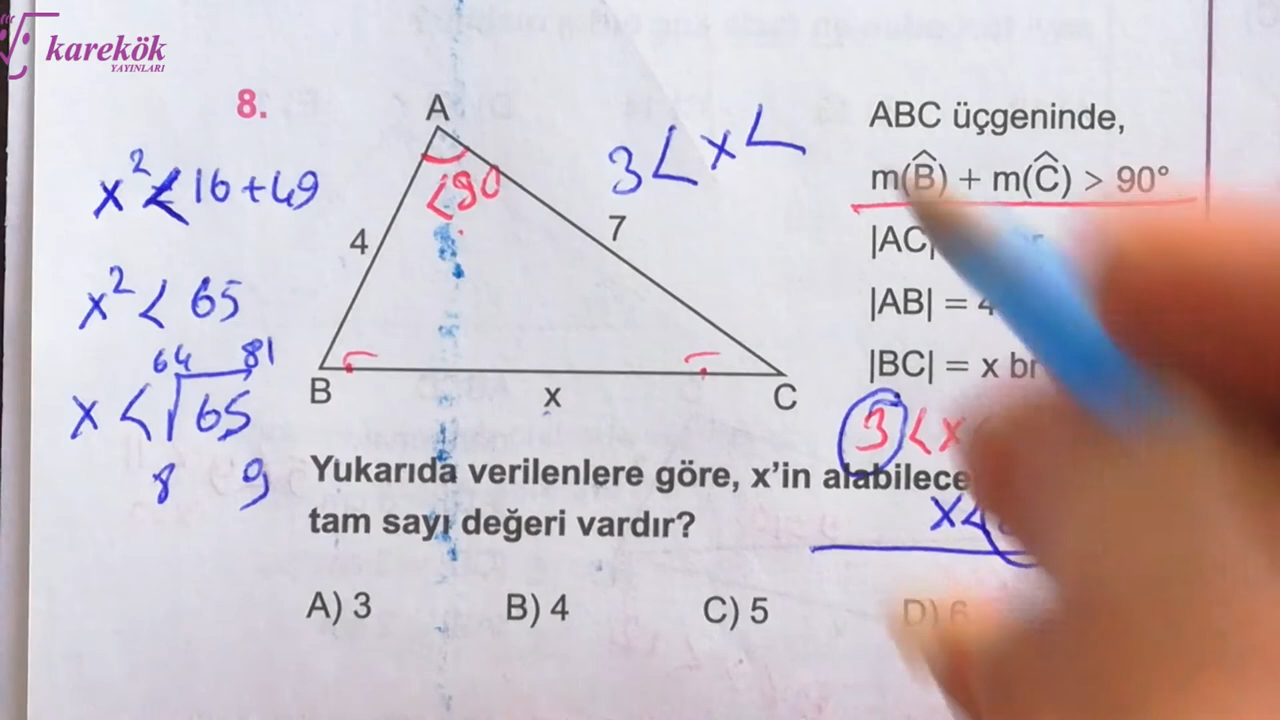 karekök
YAYINLARI
8.
A
B
C
4
7
x
x² < 16+49
x² < 65
64 81
x < √65
8 9
<90
3 < x <
ABC üçgeninde,
m(B̂) + m(Ĉ) > 90°
|AC|
|AB| = 4
|BC| = x br
3 < x
x <
Yukarıda verilenlere göre, x'in
tam sayı değeri vardır?
A) 3 B) 4 C) 5 D) 6